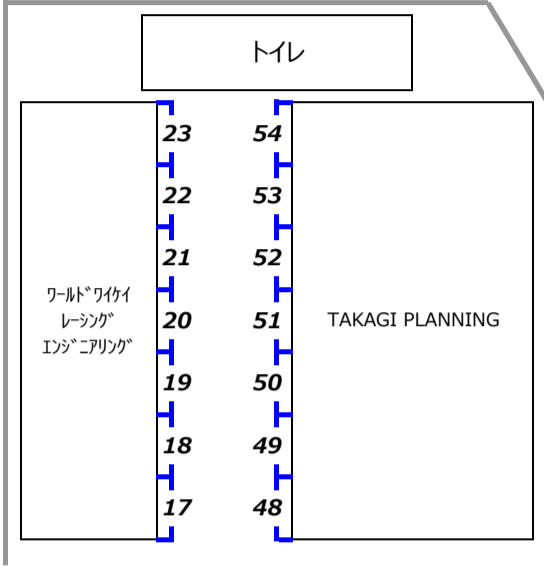 トイレ
23 54
22 53
21 52
ﾜｰﾙﾄﾞﾜｲｹｲ
ﾚｰｼﾝｸﾞ
ｴﾝｼﾞﾆｱﾘﾝｸﾞ
20 51
TAKAGI PLANNING
19 50
18 49
17 48